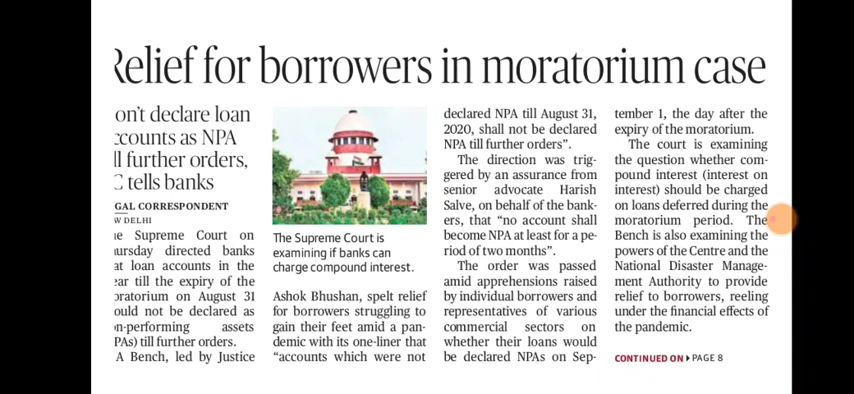 Relief for borrowers in moratorium case
on't declare loan
ccounts as NPA
ll further orders,
C tells banks
GAL CORRESPONDENT
W DELHI
he Supreme Court on
hursday directed banks
at loan accounts in the
ear till the expiry of the
oratorium on August 31
ould not be declared as
n-performing assets
PAs) till further orders.
A Bench, led by Justice
The Supreme Court is
examining if banks can
charge compound interest.
Ashok Bhushan, spelt relief
for borrowers struggling to
gain their feet amid a pan-
demic with its one-liner that
“accounts which were not
declared NPA till August 31,
2020, shall not be declared
NPA till further orders”.
The direction was trig-
gered by an assurance from
senior advocate Harish
Salve, on behalf of the bank-
ers, that “no account shall
become NPA at least for a pe-
riod of two months”.
The order was passed
amid apprehensions raised
by individual borrowers and
representatives of various
commercial sectors on
whether their loans would
be declared NPAs on Sep-
tember 1, the day after the
expiry of the moratorium.
The court is examining
the question whether com-
pound interest (interest on
interest) should be charged
on loans deferred during the
moratorium period. The
Bench is also examining the
powers of the Centre and the
National Disaster Manage-
ment Authority to provide
relief to borrowers, reeling
under the financial effects of
the pandemic.
CONTINUED ON PAGE 8